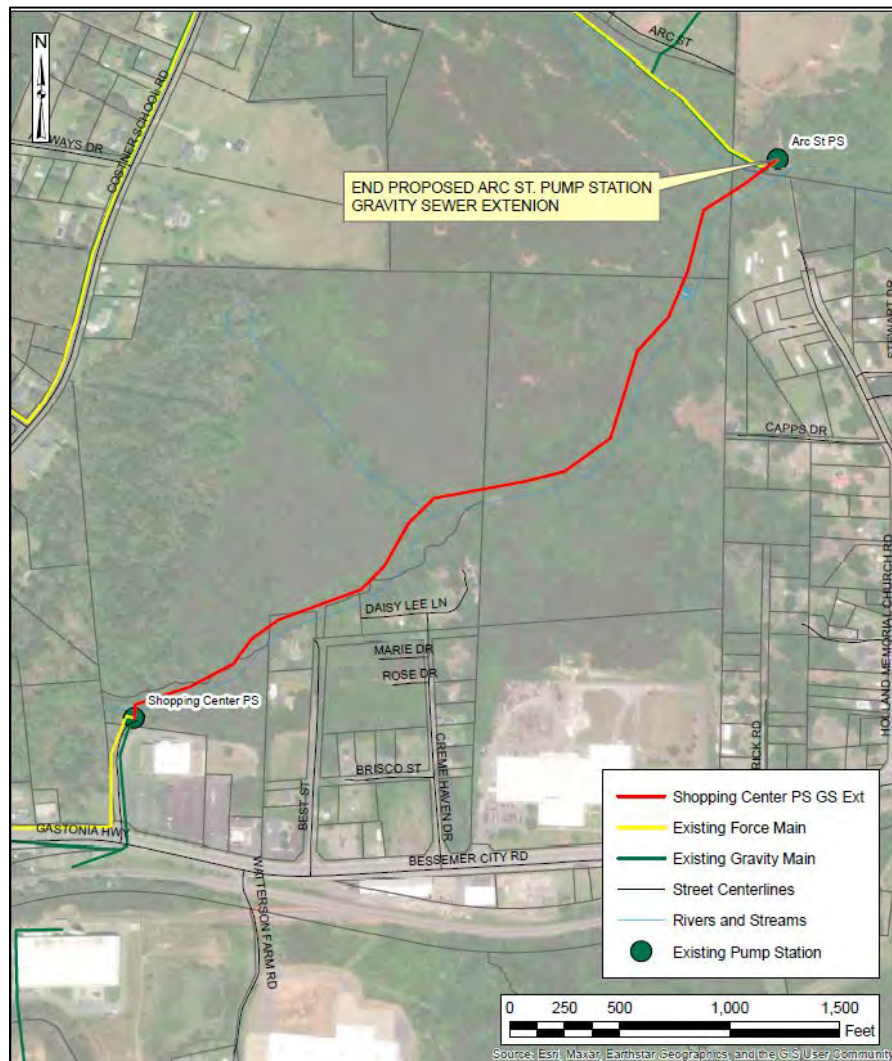 ARC ST
N
COSTNER SCHOOL RD
WAYS DR
Arc St PS
END PROPOSED ARC ST. PUMP STATION
GRAVITY SEWER EXTENION
STEWART DR
CAPPS DR
HOLLAND MEMORIAL CHURCH RD
DAISY LEE LN
MARIE DR
ROSE DR
Shopping Center PS
CREME HAVEN DR
RICK RD
BRISCO ST
BEST ST
GASTONIA HWY
BESSEMER CITY RD
WATTERSON FARM RD
Shopping Center PS GS Ext
Existing Force Main
Existing Gravity Main
Street Centerlines
Rivers and Streams
Existing Pump Station
0 250 500 1,000 1,500
Feet
Source: Esri, Maxar, Earthstar Geographics, and the GIS User Community